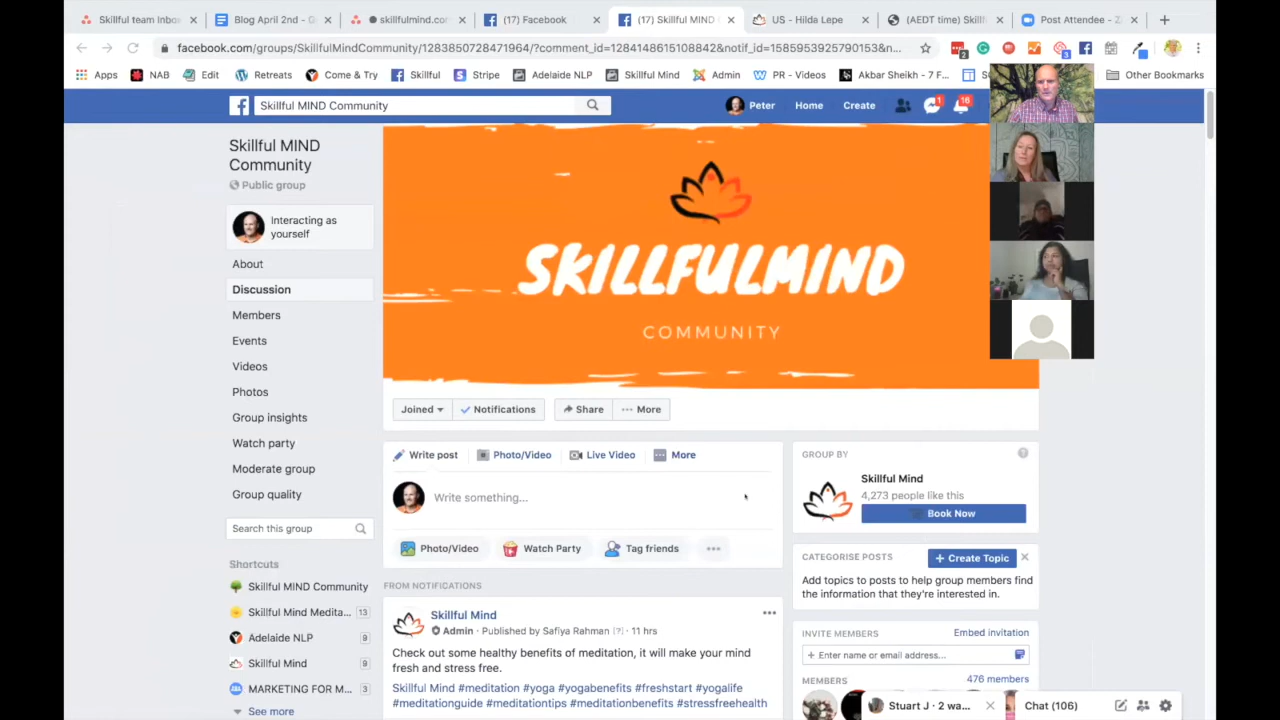 Skillful team Inbo
Blog April 2nd - G
skillfulmind.co
(17) Facebook
(17) Skillful MIND
US - Hilda Lepe
(AEDT time) Skill
Post Attendee - Z
facebook.com/groups/SkillfulMindCommunity/1283850728471964/?comment_id=1284148615108842&notif_id=1585953925790153&n...
Apps
NAB
Edit
Retreats
Come & Try
Skillful
Stripe
Adelaide NLP
Skillful Mind
Admin
PR - Videos
Akbar Sheikh - 7 F...
Other Bookmarks
Skillful MIND Community
Peter
Home
Create
1
16
Skillful MIND
Community
Public group
Interacting as
yourself
About
Discussion
Members
Events
Videos
Photos
Group insights
Watch party
Moderate group
Group quality
Search this group
Shortcuts
Skillful MIND Community
Skillful Mind Medita... 13
Adelaide NLP 9
Skillful Mind 9
MARKETING FOR M... 3
See more
SKILLFULMIND
COMMUNITY
Joined
Notifications
Share
More
Write post
Photo/Video
Live Video
More
Write something...
Photo/Video
Watch Party
Tag friends
FROM NOTIFICATIONS
Skillful Mind
Admin · Published by Safiya Rahman [?] · 11 hrs
Check out some healthy benefits of meditation, it will make your mind
fresh and stress free.
Skillful Mind #meditation #yoga #yogabenefits #freshstart #yogalife
#meditationguide #meditationtips #meditationbenefits #stressfreehealth
GROUP BY
Skillful Mind
4,273 people like this
Book Now
CATEGORISE POSTS
+ Create Topic
Add topics to posts to help group members find
the information that they're interested in.
INVITE MEMBERS
Embed invitation
+ Enter name or email address...
MEMBERS
476 members
Stuart J · 2 wa...
Chat (106)